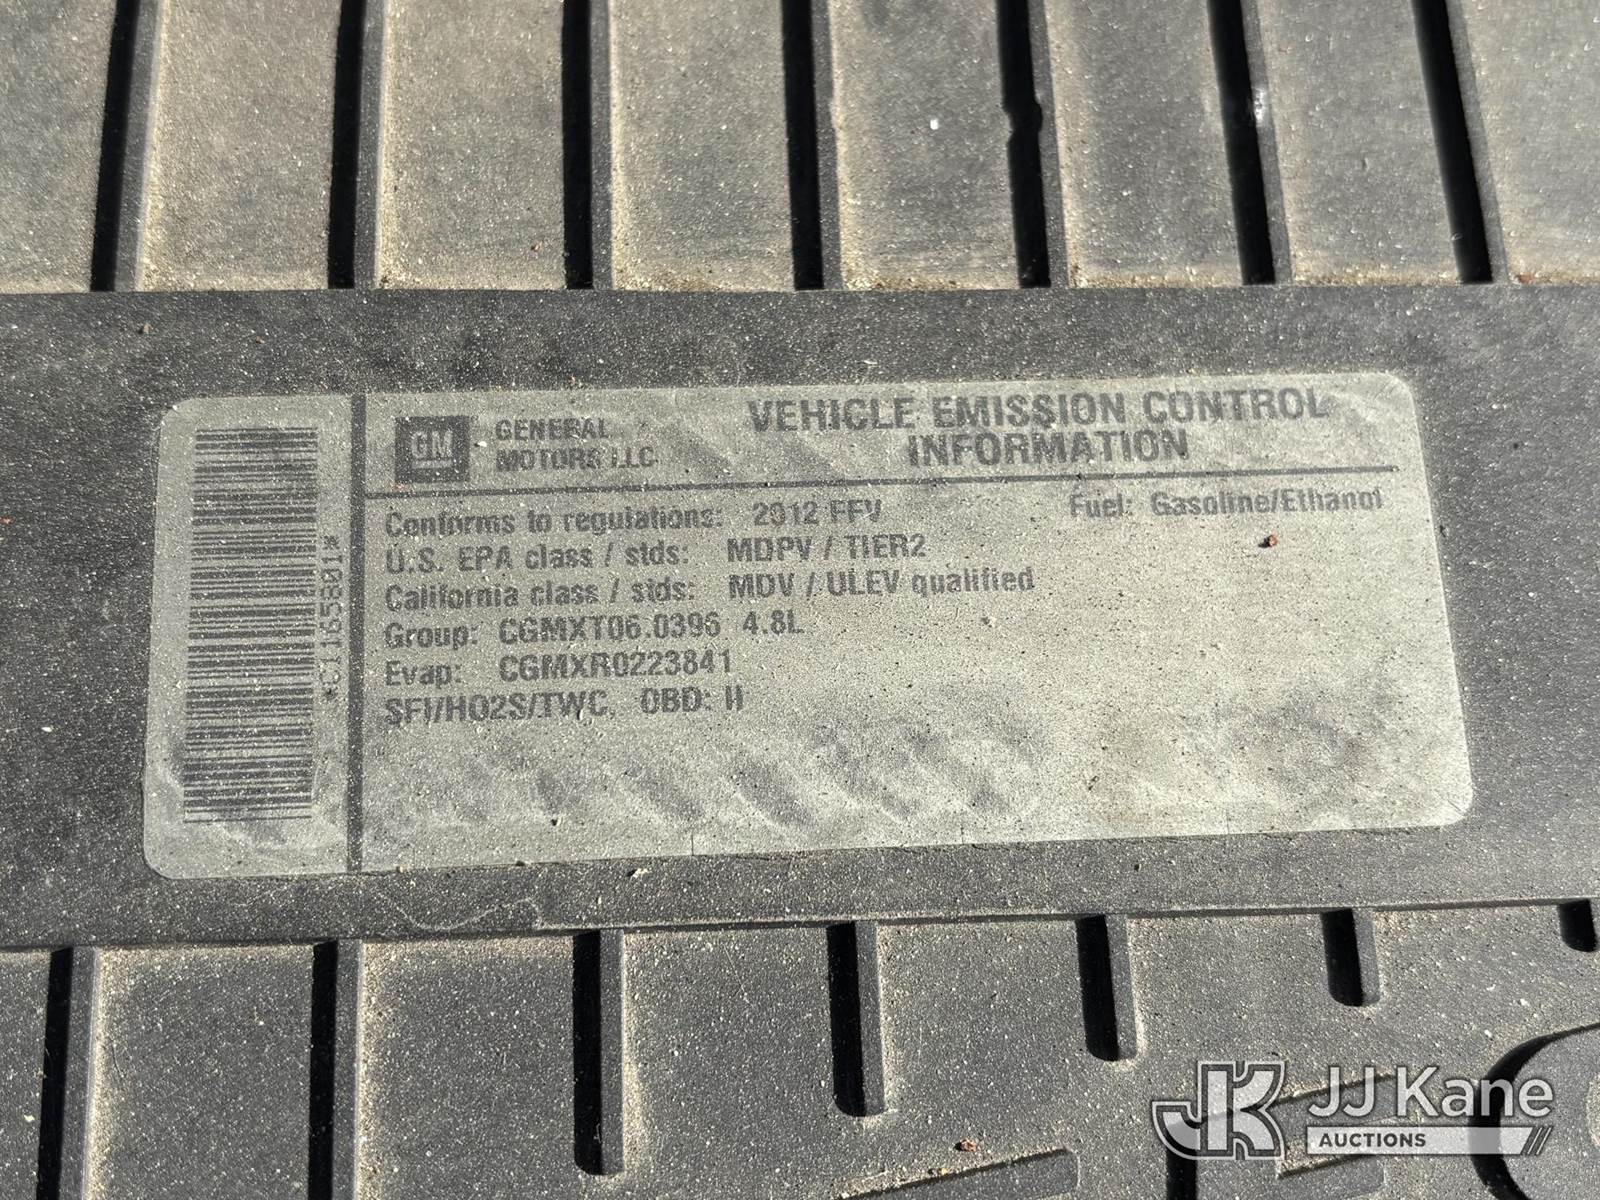 GM
GENERAL
MOTORS LLC
VEHICLE EMISSION CONTROL
INFORMATION
Conforms to regulations: 2012 FFV Fuel: Gasoline/Ethanol
U.S. EPA class / stds: MDPV / TIER2
California class / stds: MDV / ULEV qualified
Group: CGMXT06.0396 4.8L
Evap: CGMXR0223841
SFI/HO2S/TWC, OBD: II
*C1165801*
JK JJ Kane
AUCTIONS